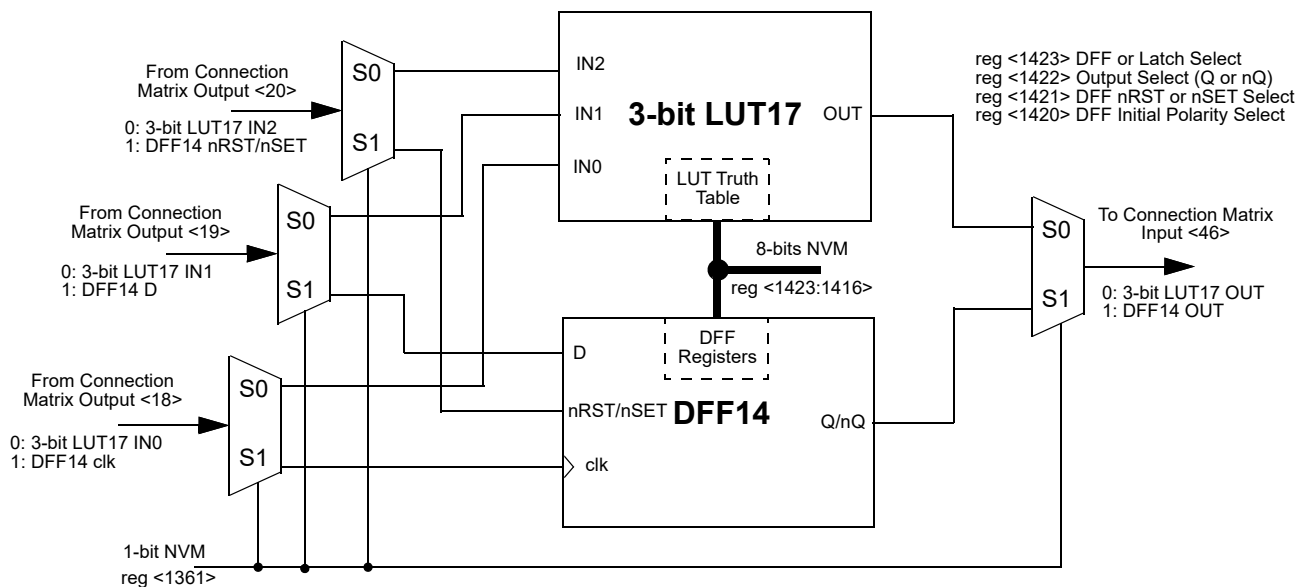 From Connection
Matrix Output <20>
0: 3-bit LUT17 IN2
1: DFF14 nRST/nSET
S0
S1
From Connection
Matrix Output <19>
0: 3-bit LUT17 IN1
1: DFF14 D
S0
S1
From Connection
Matrix Output <18>
0: 3-bit LUT17 IN0
1: DFF14 clk
S0
S1
1-bit NVM
reg <1361>
IN2
IN1
IN0
3-bit LUT17
OUT
LUT Truth
Table
8-bits NVM
reg <1423:1416>
DFF
Registers
D
nRST/nSET
clk
DFF14
Q/nQ
reg <1423> DFF or Latch Select
reg <1422> Output Select (Q or nQ)
reg <1421> DFF nRST or nSET Select
reg <1420> DFF Initial Polarity Select
S0
S1
To Connection Matrix
Input <46>
0: 3-bit LUT17 OUT
1: DFF14 OUT